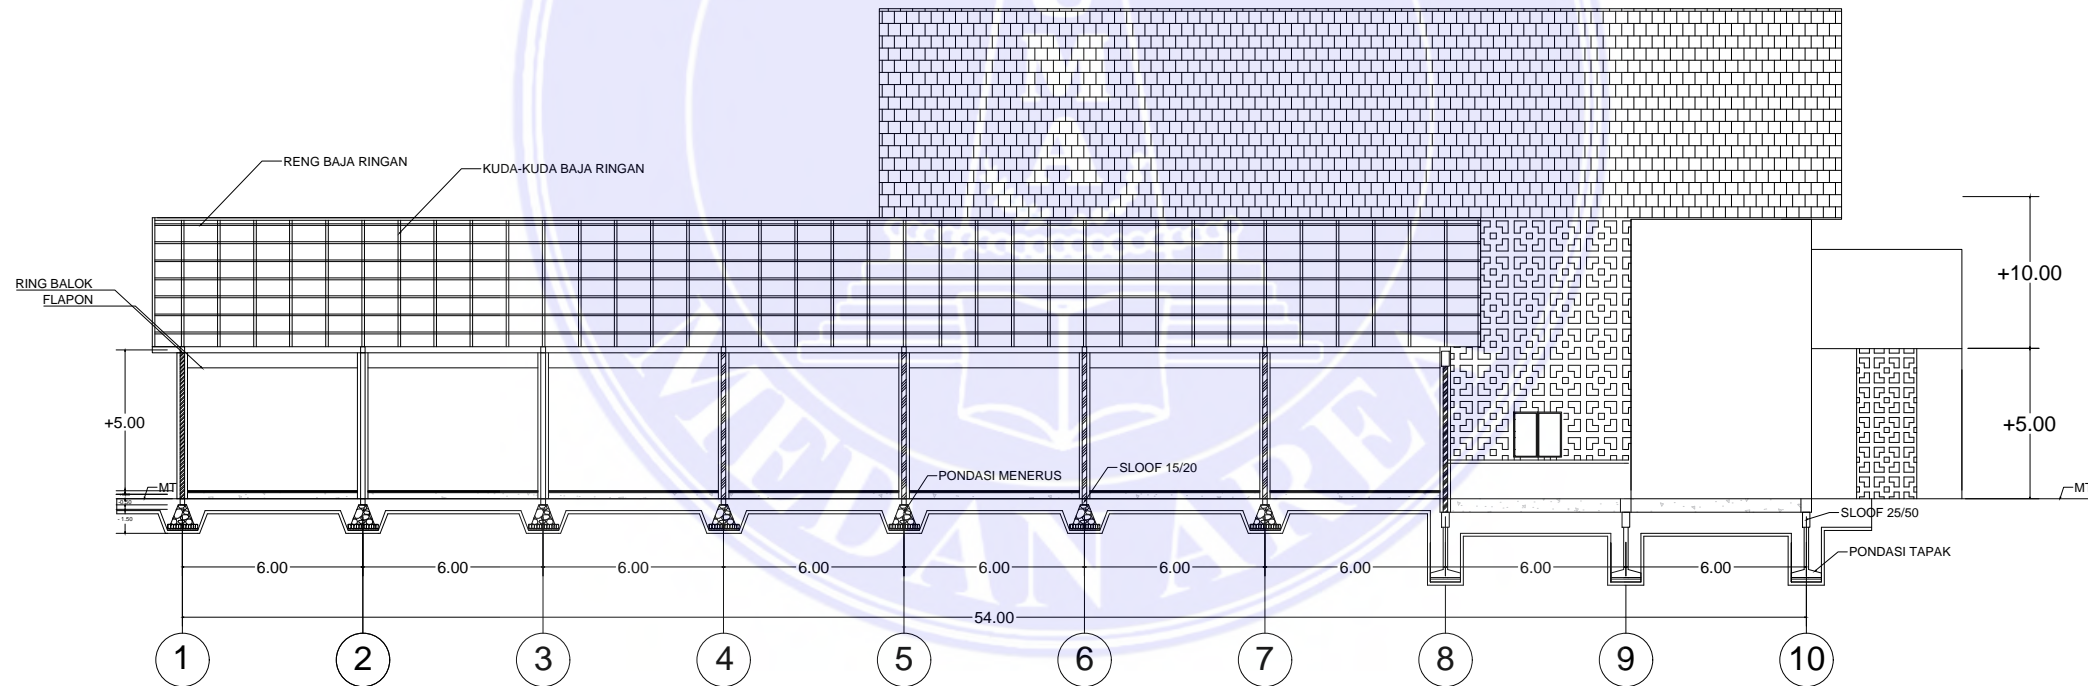 M
A
RENG BAJA RINGAN
KUDA-KUDA BAJA RINGAN
RING BALOK
FLAPON
+10.00
+5.00
+5.00
MT
MT
-1.50
PONDASI MENERUS
SLOOF 15/20
SLOOF 25/50
PONDASI TAPAK
6.00 6.00 6.00 6.00 6.00 6.00 6.00 6.00 6.00
54.00
MEDAN AREA
1 2 3 4 5 6 7 8 9 10